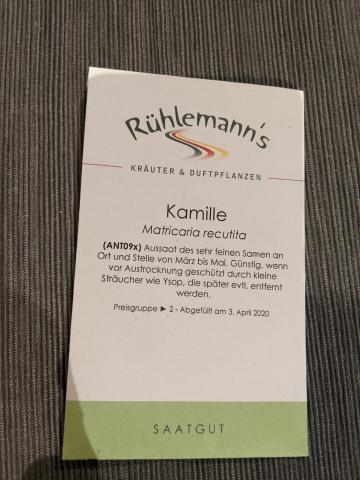 Rühlemann's
KRÄUTER & DUFTPFLANZEN
Kamille
Matricaria recutita
(ANT09x) Aussaat des sehr feinen Samen an
Ort und Stelle von März bis Mai. Günstig, wenn
vor Austrocknung geschützt durch kleine
Sträucher wie Ysop, die später evtl. entfernt
werden.
Preisgruppe ► 2 - Abgefüllt am 3. April 2020
SAATGUT